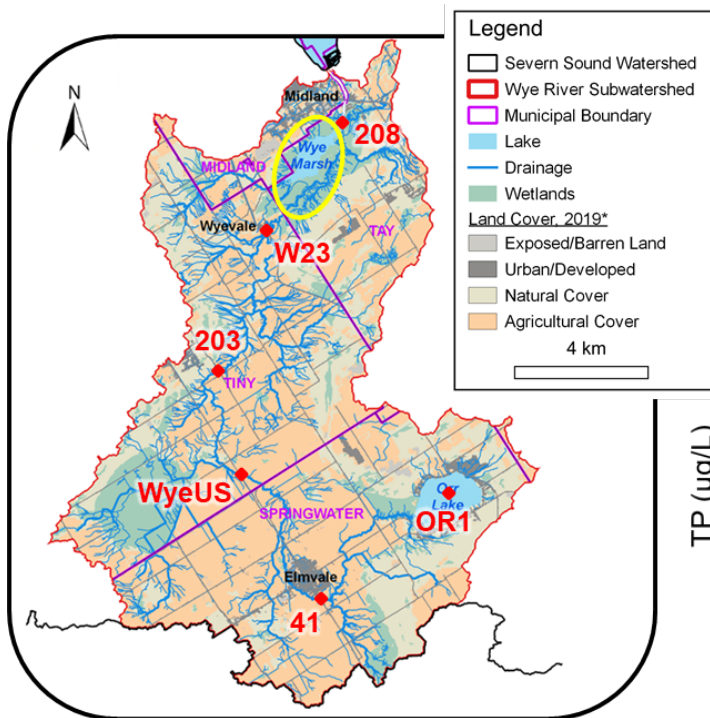 Legend
Severn Sound Watershed
Wye River Subwatershed
Municipal Boundary
Lake
Drainage
Wetlands
Land Cover, 2019*
Exposed/Barren Land
Urban/Developed
Natural Cover
Agricultural Cover
4 km
N
Midland
208
Wye
Marsh
MIDLAND
Wyevale
TAY
W23
203
TINY
WyeUS
Orr
Lake
OR1
SPRINGWATER
Elmvale
41
TP (ug/L)